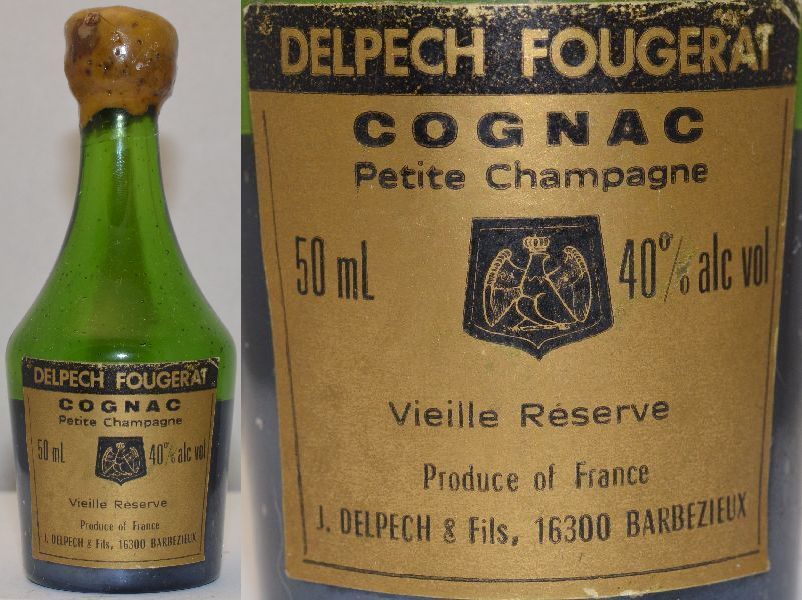 DELPECH FOUGERAT
COGNAC
Petite Champagne
50 mL 40% alc vol
Vieille Réserve
Produce of France
J. DELPECH & Fils, 16300 BARBEZIEUX
DELPECH FOUGERAT
COGNAC
Petite Champagne
50 mL 40% alc vol
Vieille Réserve
Produce of France
J. DELPECH & Fils, 16300 BARBEZIEUX